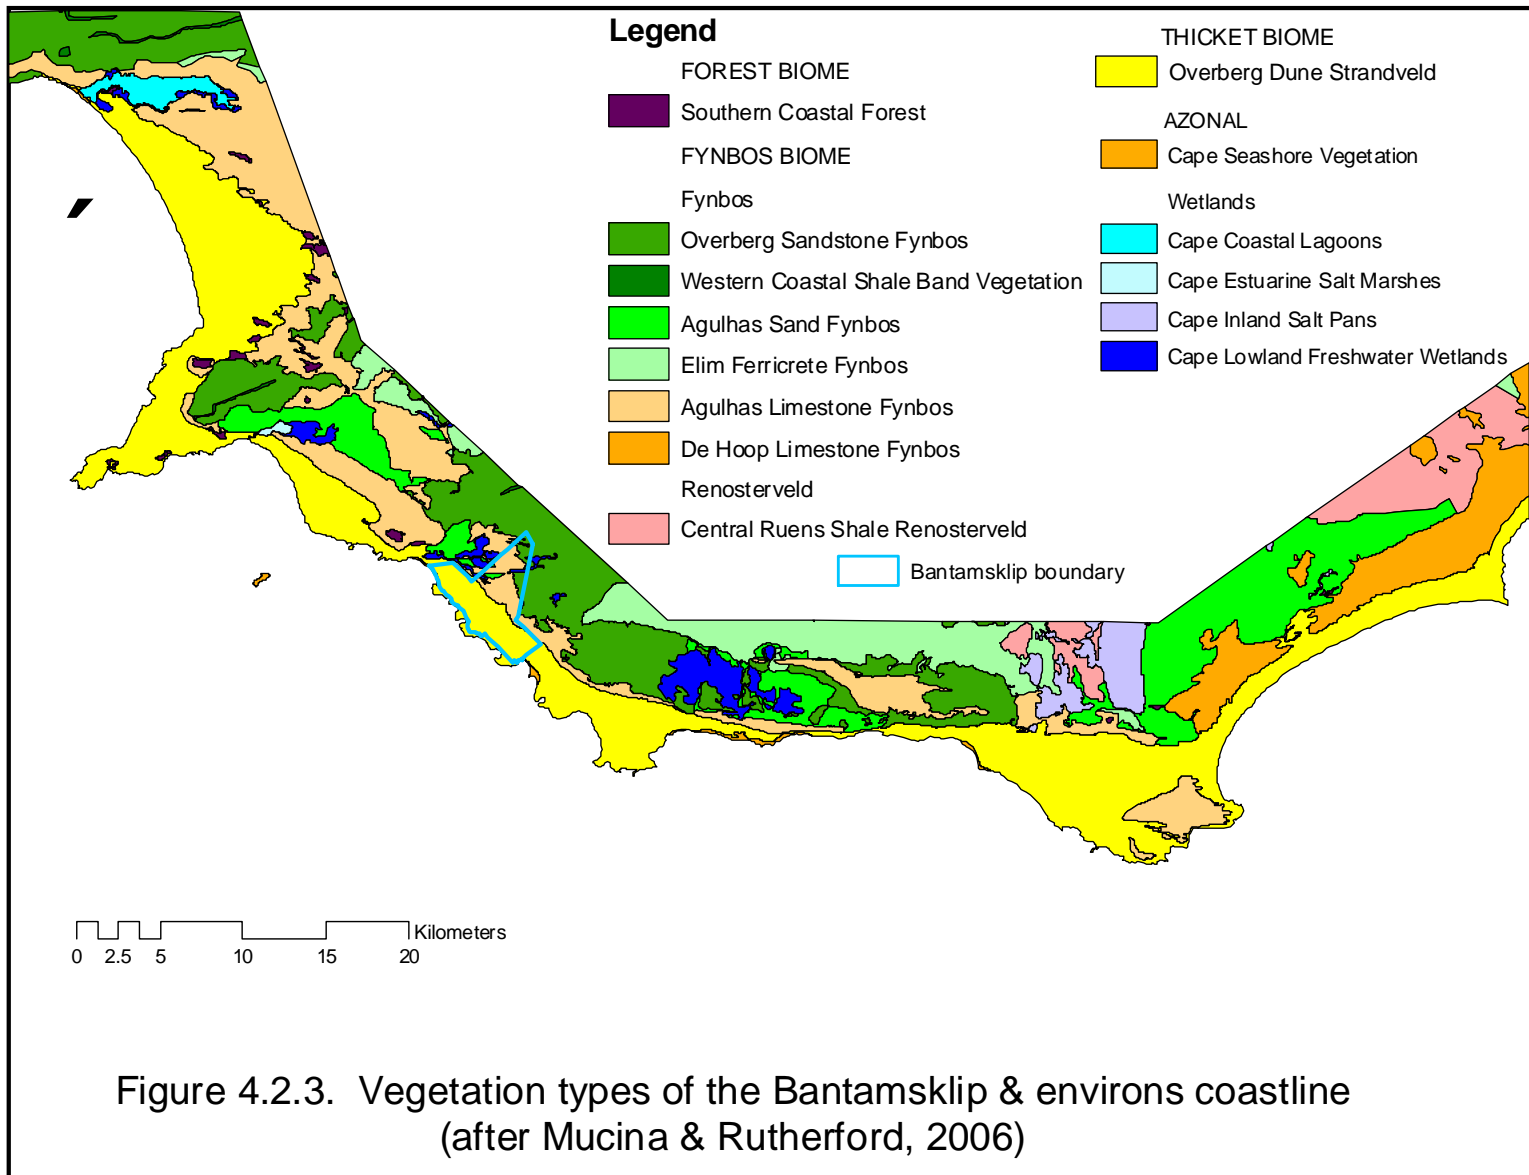 Legend
FOREST BIOME
Southern Coastal Forest
FYNBOS BIOME
Fynbos
Overberg Sandstone Fynbos
Western Coastal Shale Band Vegetation
Agulhas Sand Fynbos
Elim Ferricrete Fynbos
Agulhas Limestone Fynbos
De Hoop Limestone Fynbos
Renosterveld
Central Ruens Shale Renosterveld
Bantamsklip boundary
THICKET BIOME
Overberg Dune Strandveld
AZONAL
Cape Seashore Vegetation
Wetlands
Cape Coastal Lagoons
Cape Estuarine Salt Marshes
Cape Inland Salt Pans
Cape Lowland Freshwater Wetlands
Kilometers
0 2.5 5 10 15 20
Figure 4.2.3. Vegetation types of the Bantamsklip & environs coastline
(after Mucina & Rutherford, 2006)